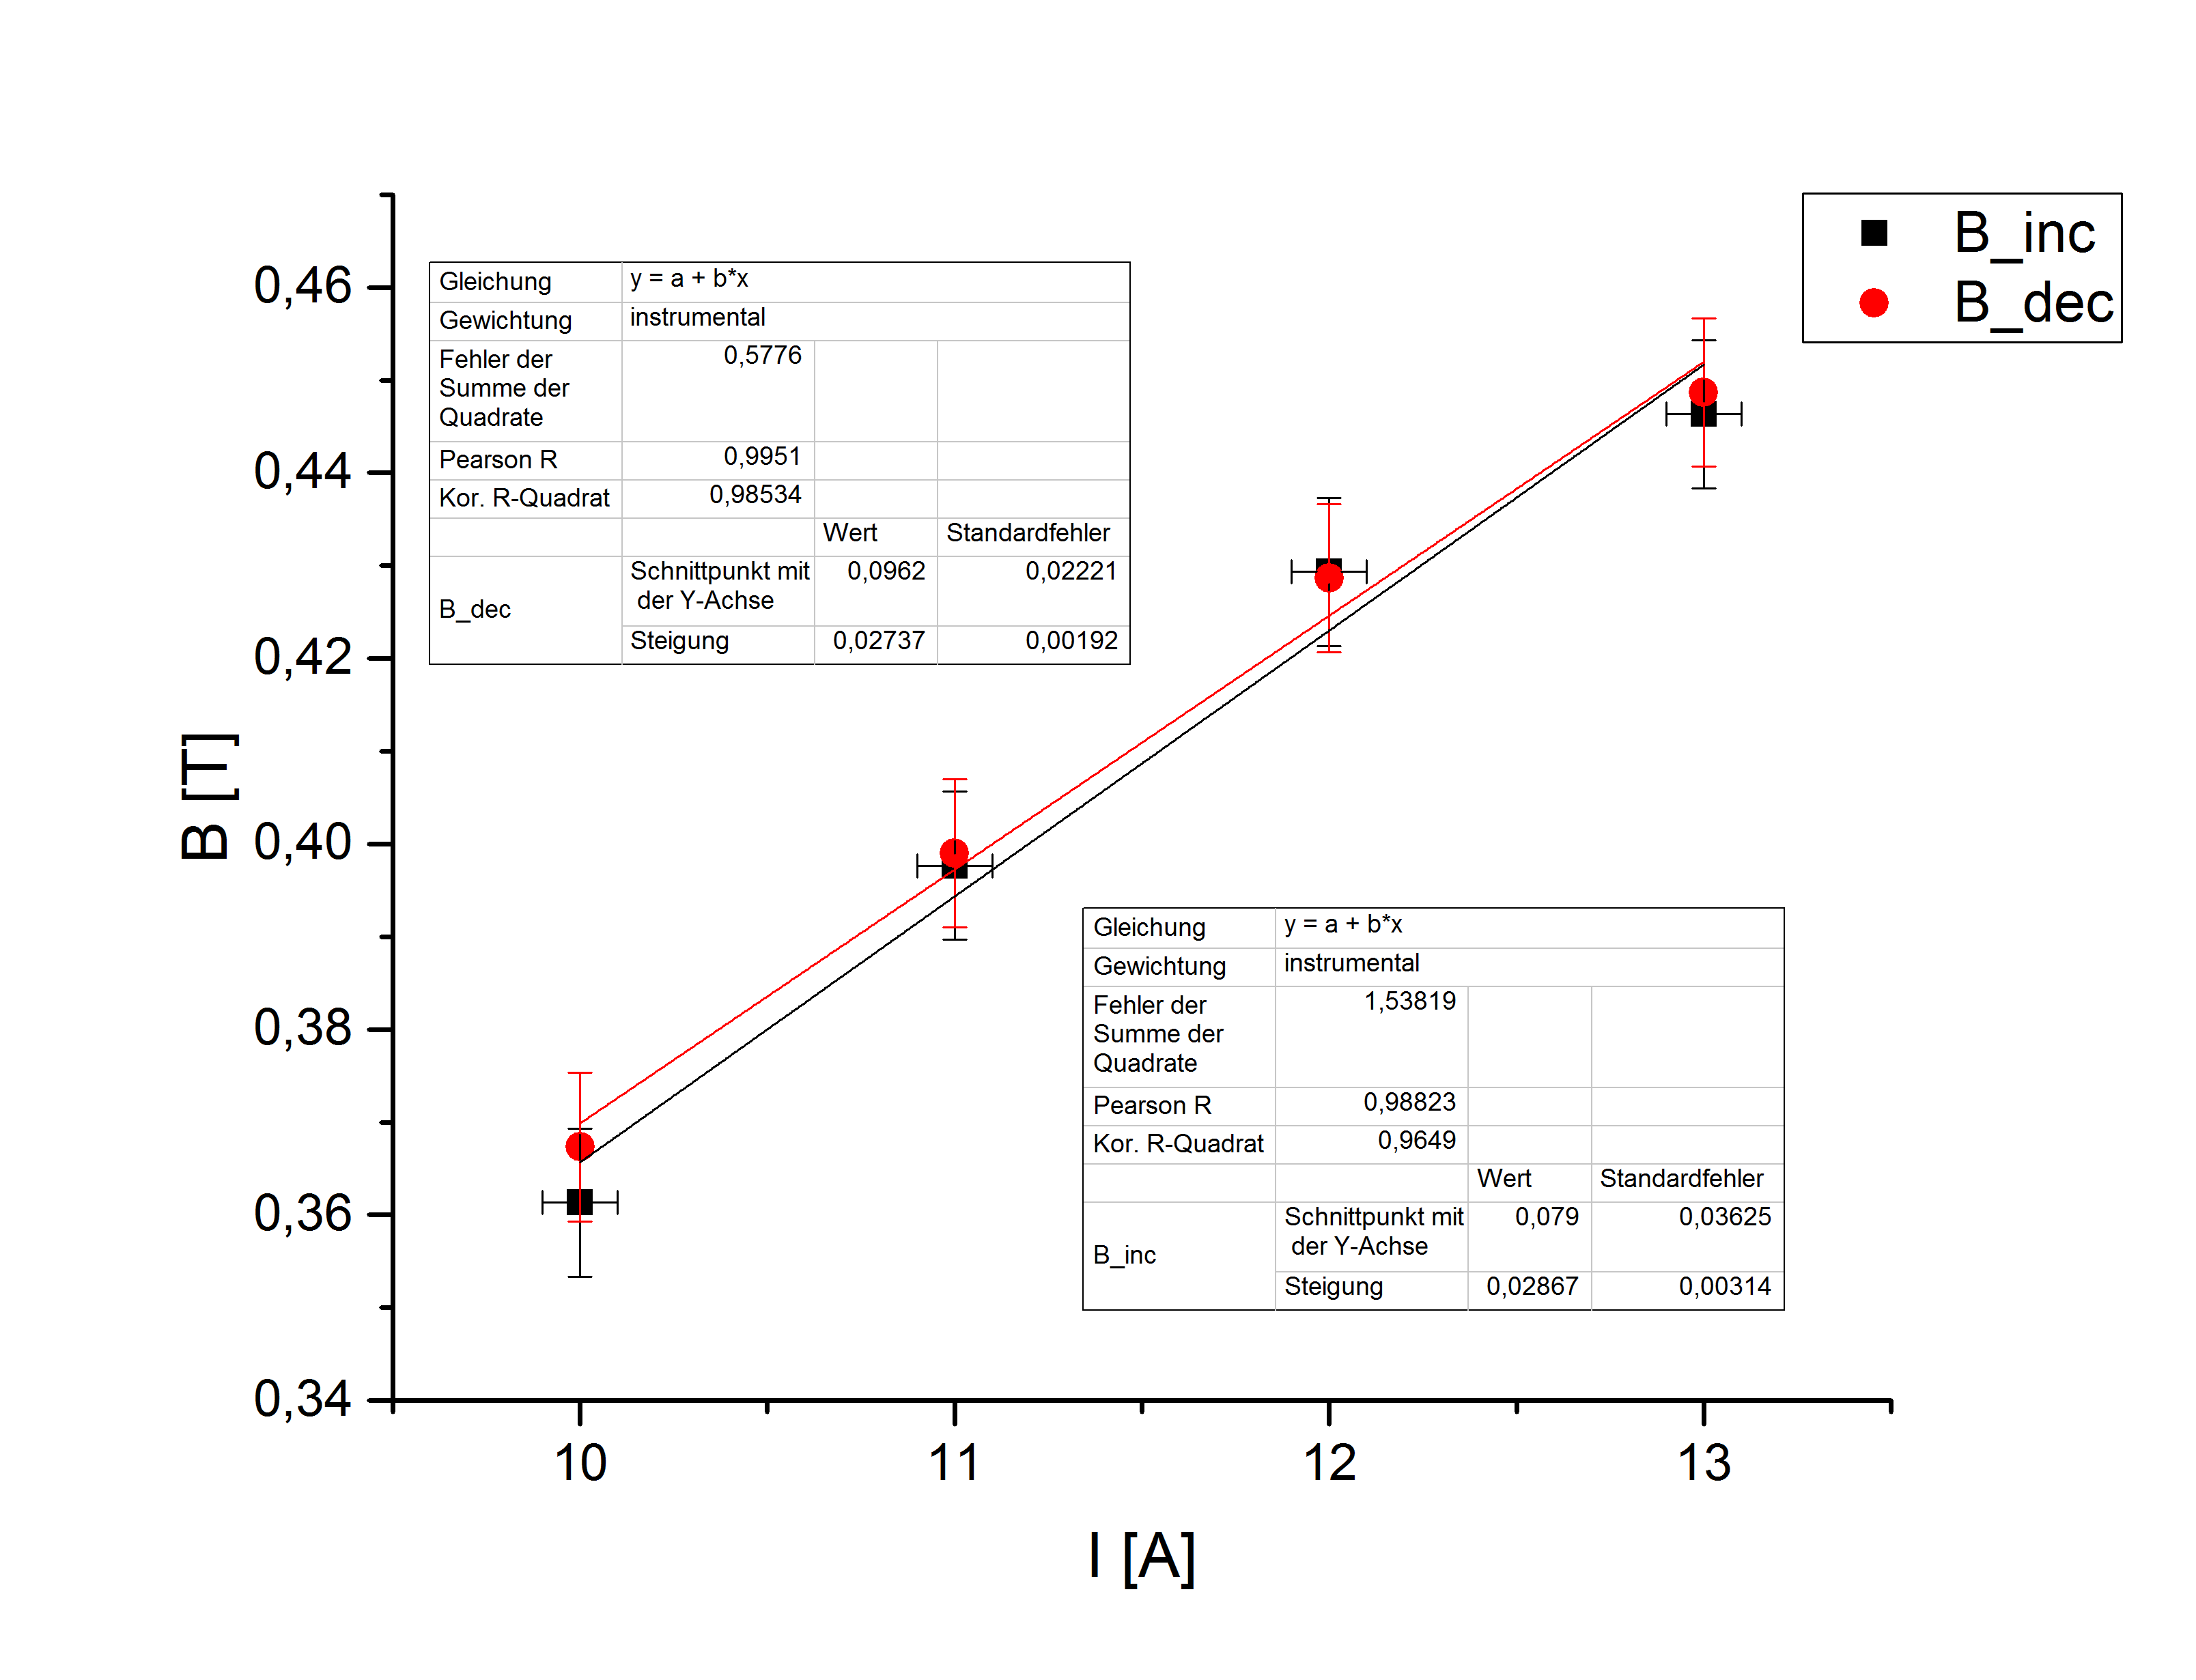 B_inc
B_dec
0,46
0,44
0,42
0,40
0,38
0,36
0,34
B [T]
Gleichung y = a + b*x
Gewichtung instrumental
Fehler der 0,5776
Summe der
Quadrate
Pearson R 0,9951
Kor. R-Quadrat 0,98534
Wert Standardfehler
B_dec
Schnittpunkt mit 0,0962 0,02221
der Y-Achse
Steigung 0,02737 0,00192
Gleichung y = a + b*x
Gewichtung instrumental
Fehler der 1,53819
Summe der
Quadrate
Pearson R 0,98823
Kor. R-Quadrat 0,9649
Wert Standardfehler
B_inc
Schnittpunkt mit 0,079 0,03625
der Y-Achse
Steigung 0,02867 0,00314
10 11 12 13
I [A]